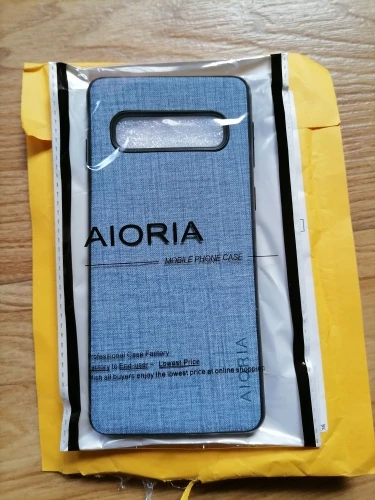 AIORIA
MOBILE PHONE CASE
Professional Case Factory
Factory to End-user - Lowest Price
all buyers enjoy the lowest price at online shopping
AIORIA